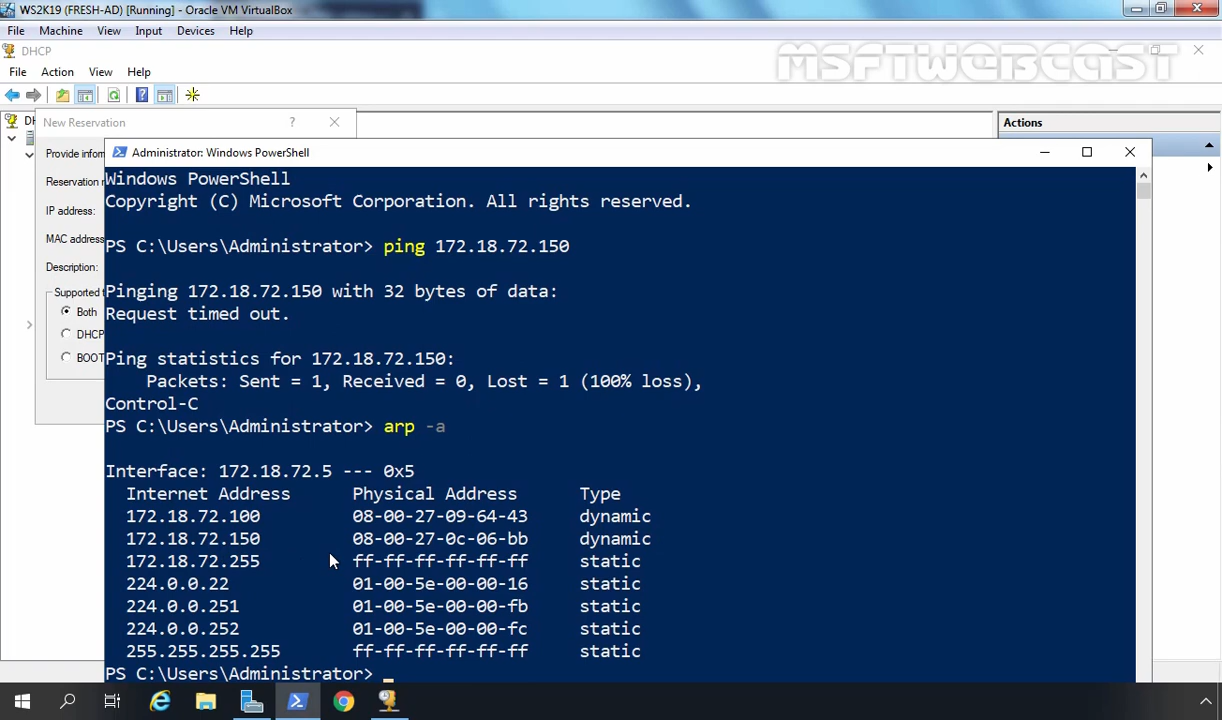 WS2K19 (FRESH-AD) [Running] - Oracle VM VirtualBox
File Machine View Input Devices Help
DHCP
MSFTWEBCAST
File Action View Help
New Reservation ?
Actions
Provide
Reservation
IP address:
MAC address
Description:
Supported
Both
DHCP
BOOT
Administrator: Windows PowerShell
Windows PowerShell
Copyright (C) Microsoft Corporation. All rights reserved.
PS C:\Users\Administrator> ping 172.18.72.150
Pinging 172.18.72.150 with 32 bytes of data:
Request timed out.
Ping statistics for 172.18.72.150:
Packets: Sent = 1, Received = 0, Lost = 1 (100% loss),
Control-C
PS C:\Users\Administrator> arp -a
Interface: 172.18.72.5 --- 0x5
Internet Address Physical Address Type
172.18.72.100 08-00-27-09-64-43 dynamic
172.18.72.150 08-00-27-0c-06-bb dynamic
172.18.72.255 ff-ff-ff-ff-ff-ff static
224.0.0.22 01-00-5e-00-00-16 static
224.0.0.251 01-00-5e-00-00-fb static
224.0.0.252 01-00-5e-00-00-fc static
255.255.255.255 ff-ff-ff-ff-ff-ff static
PS C:\Users\Administrator>